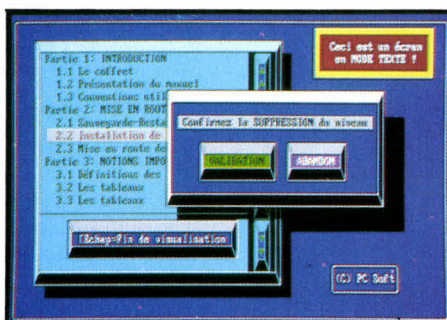 Ceci est un écran
en MODE TEXTE !
Partie 1: INTRODUCTION
1.1 Le coffret
1.2 Présentation du manuel
1.3 Conventions util
Partie 2: MISE EN ROUT
2.1 Sauvegarde-Resta
2.2 Installation de
2.3 Mise en route de
Partie 3: NOTIONS IMPO
3.1 Définitions des
3.2 Les tableaux
3.3 Les tableaux
Confirmez la SUPPRESSION du niveau
VALIDATION
ABANDON
Echap=Fin de visualisation
(C) PC Soft